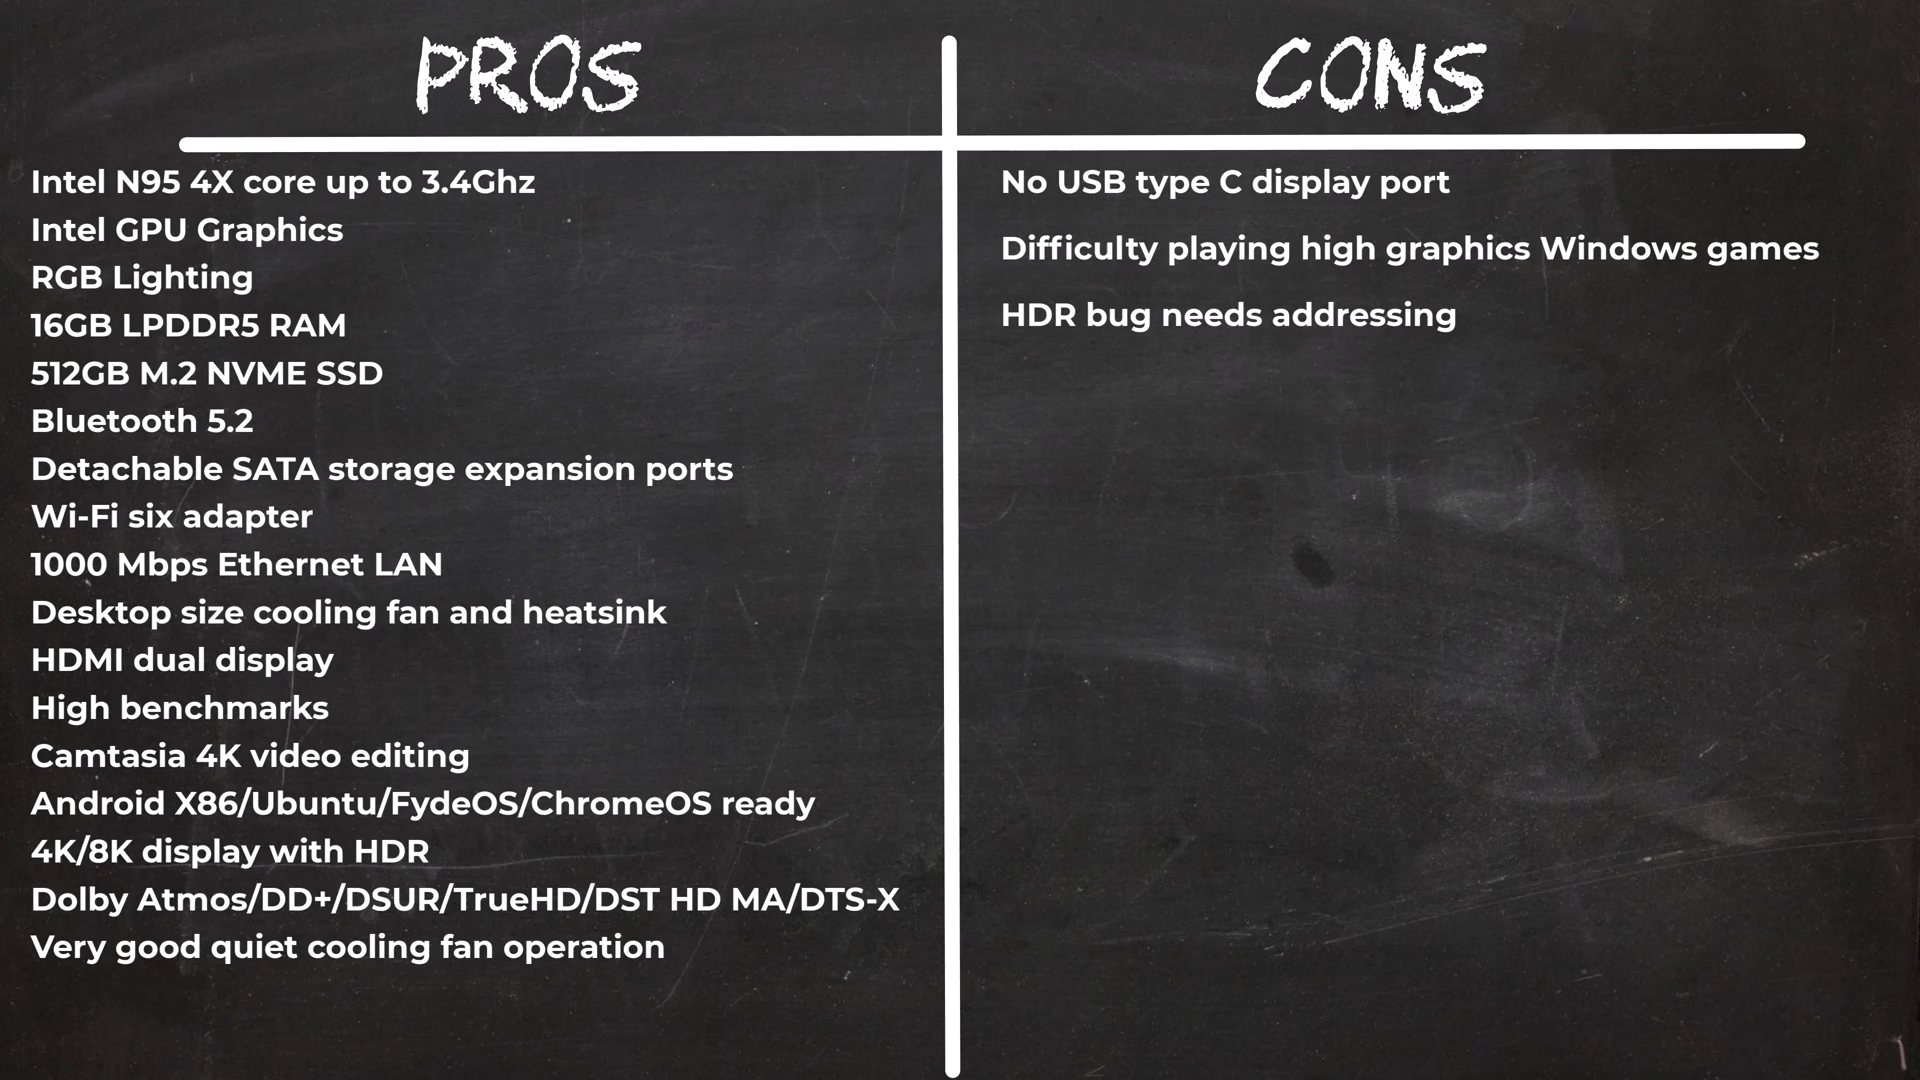 PROS
Intel N95 4X core up to 3.4Ghz
Intel GPU Graphics
RGB Lighting
16GB LPDDR5 RAM
512GB M.2 NVME SSD
Bluetooth 5.2
Detachable SATA storage expansion ports
Wi-Fi six adapter
1000 Mbps Ethernet LAN
Desktop size cooling fan and heatsink
HDMI dual display
High benchmarks
Camtasia 4K video editing
Android X86/Ubuntu/FydeOS/ChromeOS ready
4K/8K display with HDR
Dolby Atmos/DD+/DSUR/TrueHD/DST HD MA/DTS-X
Very good quiet cooling fan operation
CONS
No USB type C display port
Difficulty playing high graphics Windows games
HDR bug needs addressing